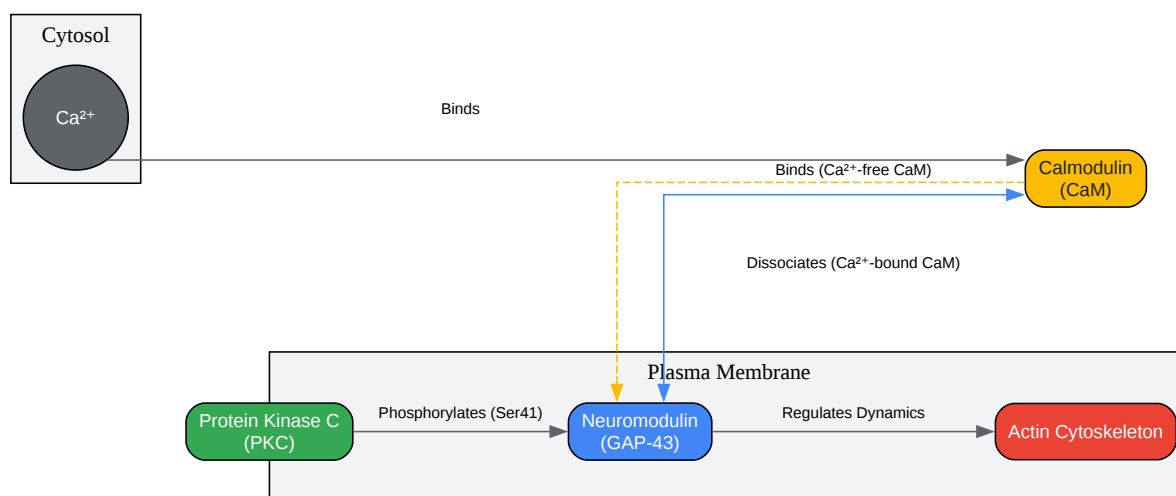 Cytosol
Ca²⁺
Binds
Binds (Ca²⁺-free CaM)
Calmodulin
(CaM)
Dissociates (Ca²⁺-bound CaM)
Plasma Membrane
Protein Kinase C
(PKC)
Phosphorylates (Ser41)
Neuromodulin
(GAP-43)
Regulates Dynamics
Actin Cytoskeleton